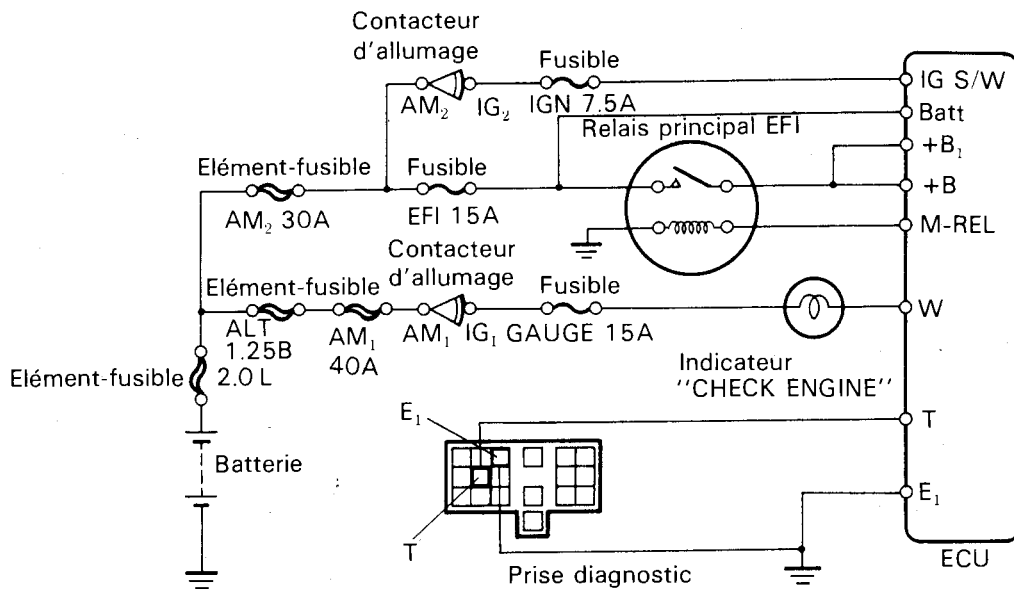 Contacteur
d'allumage
Fusible
AM₂
IG₂
IGN 7.5A
IG S/W
Batt
Relais principal EFI
+B₁
Elément-fusible
Fusible
+B
AM₂ 30A
EFI 15A
M-REL
Contacteur
d'allumage
Elément-fusible
Fusible
W
ALT
1.25B
AM₁
40A
AM₁
IG₁
GAUGE 15A
Elément-fusible
2.0 L
Indicateur
"CHECK ENGINE"
E₁
T
Batterie
E₁
T
Prise diagnostic
ECU